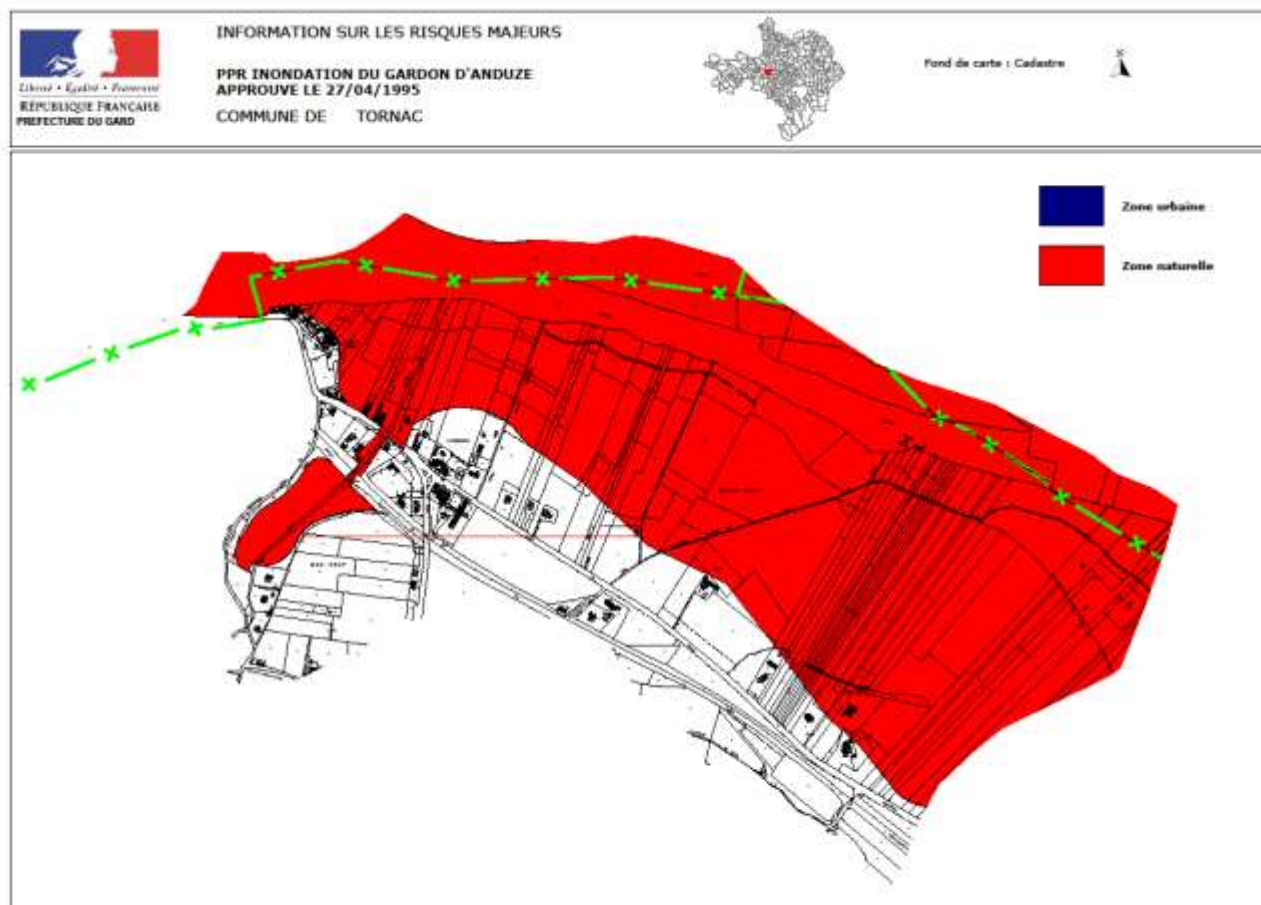 INFORMATION SUR LES RISQUES MAJEURS
PPR INONDATION DU GARDON D'ANDUZE
APPROUVE LE 27/04/1995
COMMUNE DE TORNAC
Liberté • Égalité • Fraternité
RÉPUBLIQUE FRANÇAISE
PREFECTURE DU GARD
Fond de carte : Cadastre
N
Zone urbaine
Zone naturelle